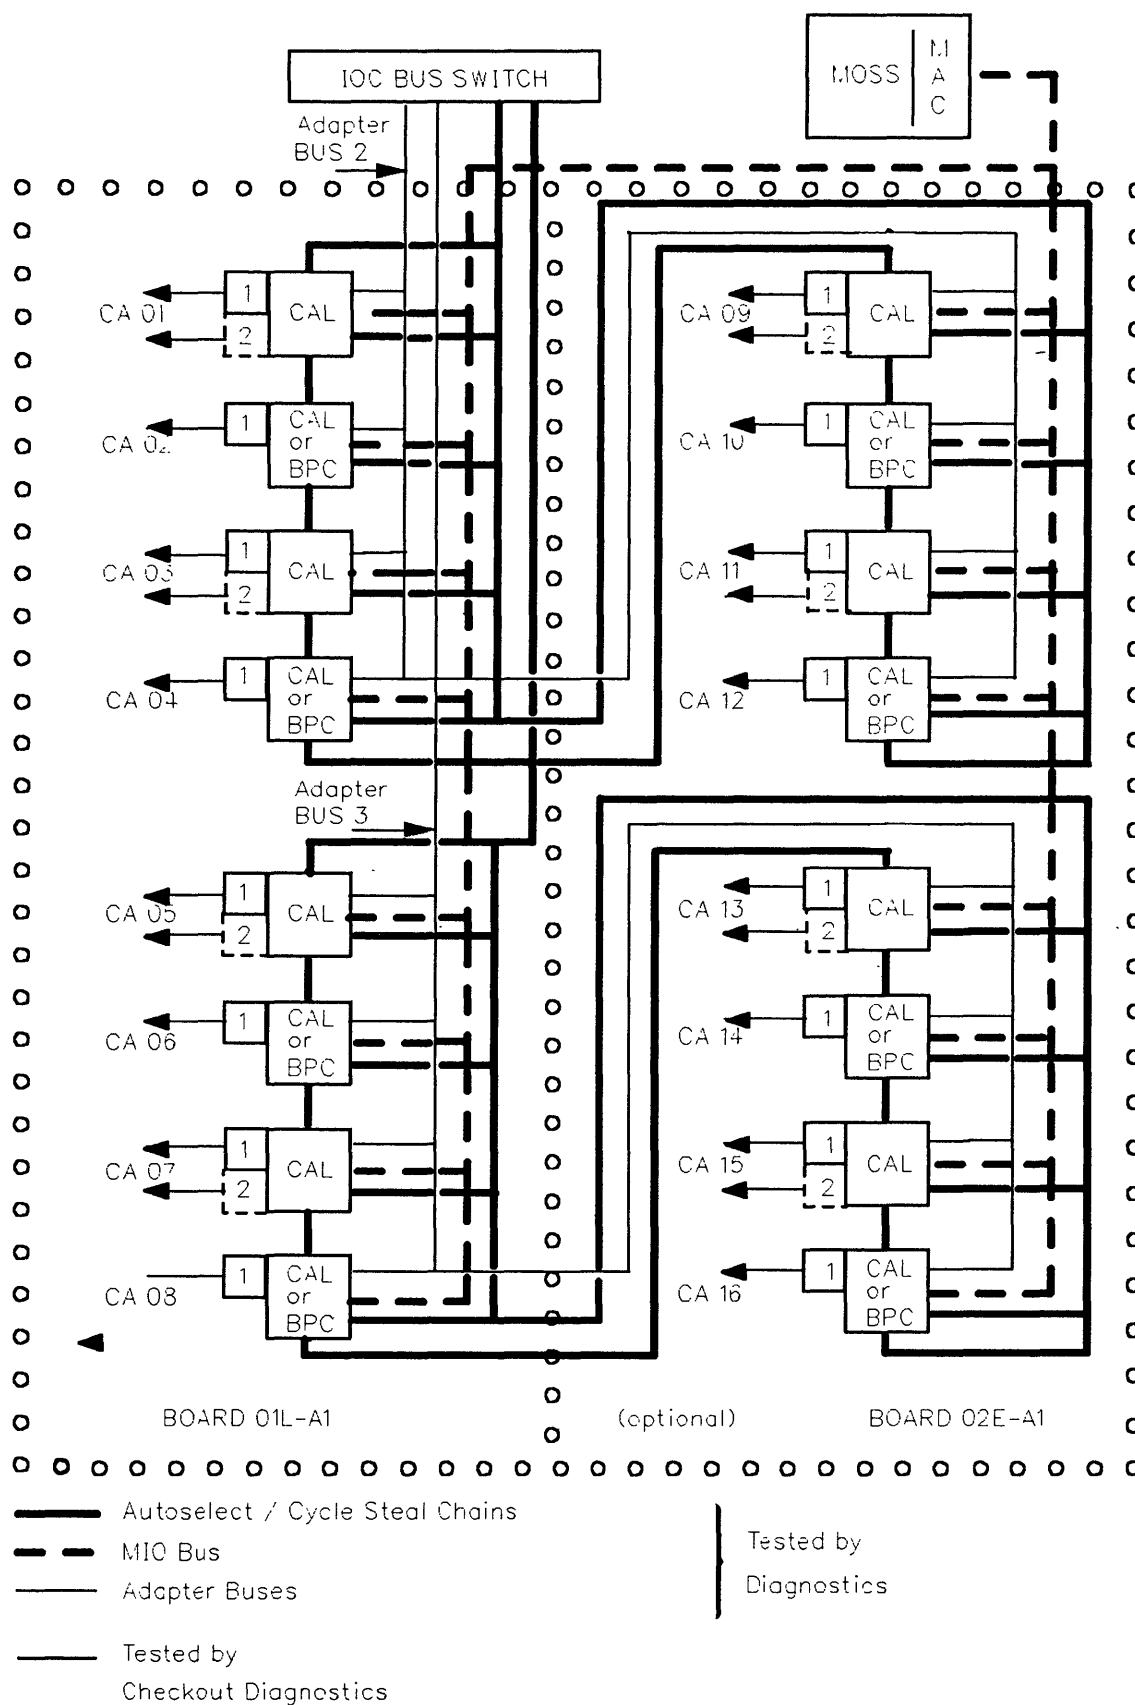 IOC BUS SWITCH
MOSS
MAC
Adapter
BUS 2
1
CAL
CA 01
2
1
CAL
CA 09
2
1
CAL
or
BPC
CA 02
1
CAL
or
BPC
CA 10
1
CAL
CA 03
2
1
CAL
CA 11
2
1
CAL
or
BPC
CA 04
1
CAL
or
BPC
CA 12
Adapter
BUS 3
1
CAL
CA 05
2
1
CAL
CA 13
2
1
CAL
or
BPC
CA 06
1
CAL
or
BPC
CA 14
1
CAL
CA 07
2
1
CAL
CA 15
2
1
CAL
or
BPC
CA 08
1
CAL
or
BPC
CA 16
BOARD 01L-A1
(optional)
BOARD 02E-A1
Autoselect / Cycle Steal Chains
MIO Bus
Adapter Buses
Tested by
Diagnostics
Tested by
Checkout Diagnostics